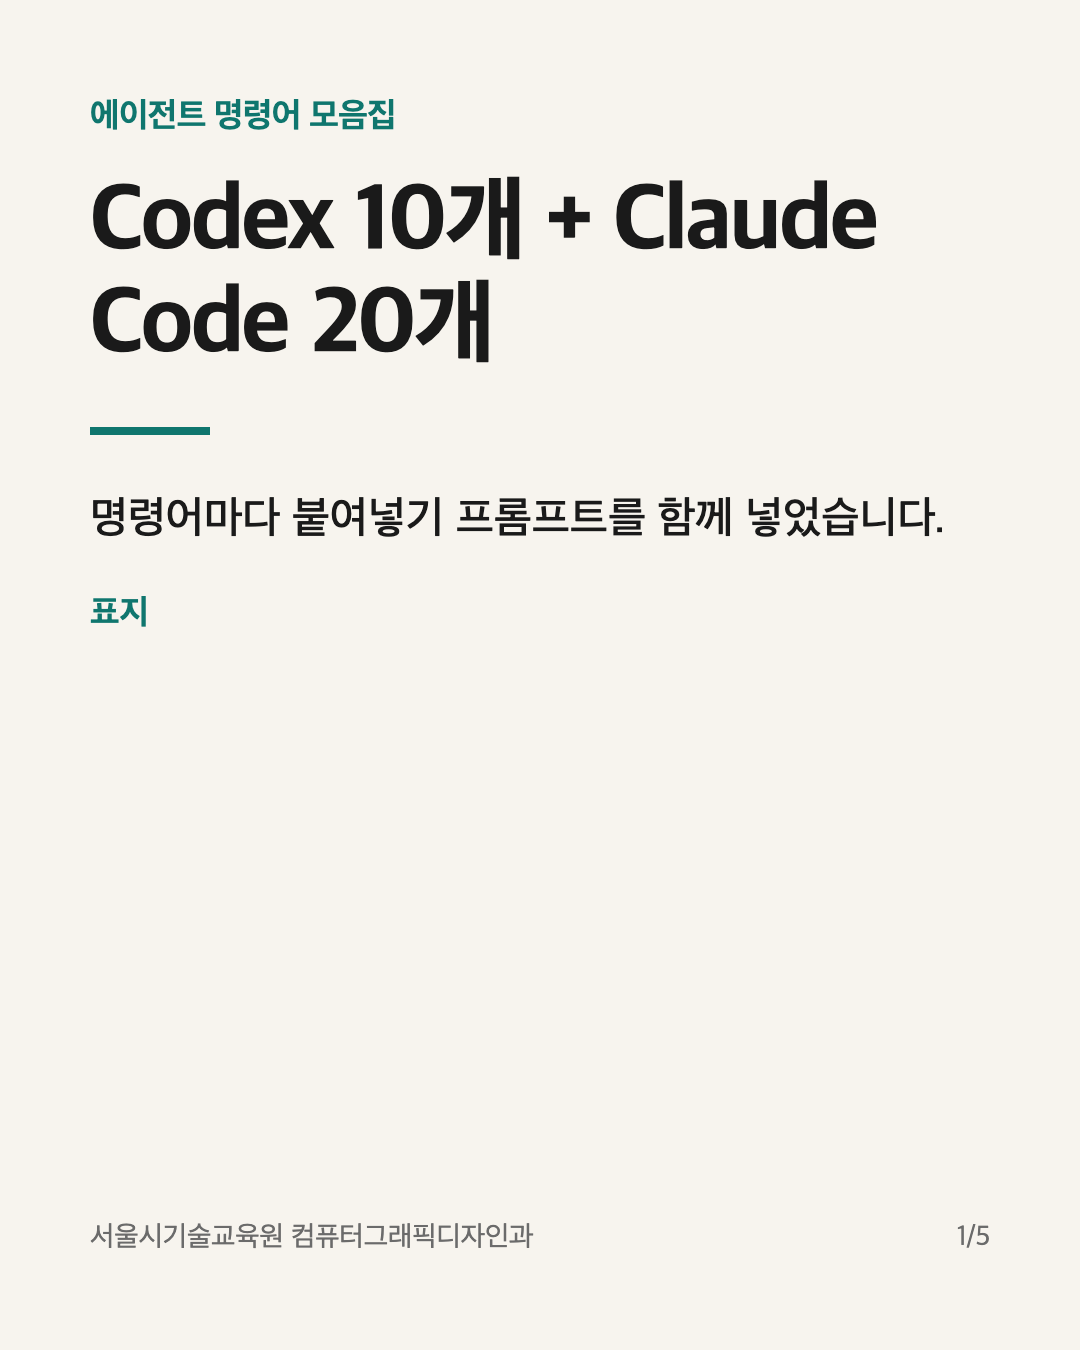 에이전트 명령어 모음집
Codex 10개 + Claude
Code 20개
명령어마다 붙여넣기 프롬프트를 함께 넣었습니다.
표지
서울시기술교육원 컴퓨터그래픽디자인과
1/5